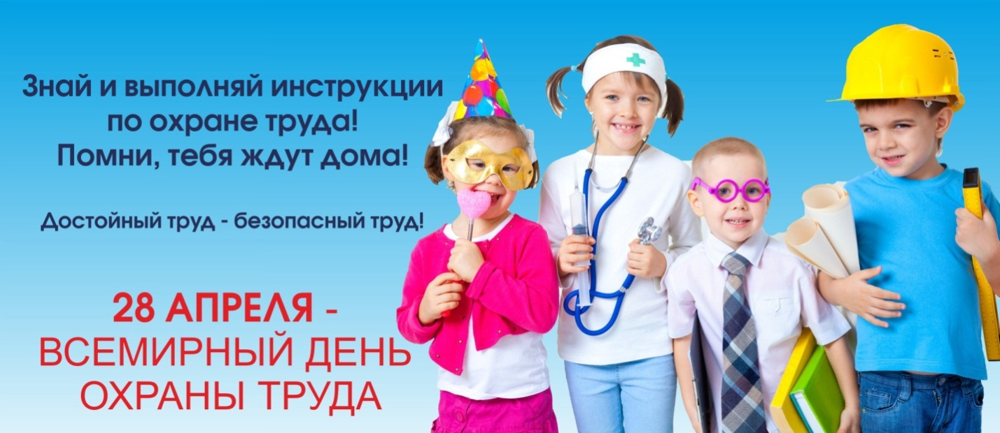 Знай и выполняй инструкции
по охране труда!
Помни, тебя ждут дома!
Достойный труд - безопасный труд!
28 АПРЕЛЯ -
ВСЕМИРНЫЙ ДЕНЬ
ОХРАНЫ ТРУДА